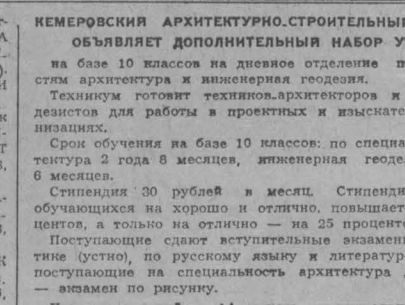 КЕМЕРОВСКИЙ АРХИТЕКТУРНО-СТРОИТЕЛЬНЫЙ
ОБЪЯВЛЯЕТ ДОПОЛНИТЕЛЬНЫЙ НАБОР У
на базе 10 классов на дневное отделение п
стям архитектура и инженерная геодезия.
Техникум готовит техников-архитекторов и
дезистов для работы в проектных и изыскате
низациях.
Срок обучения на базе 10 классов: по специа
тектура 2 года 8 месяцев, инженерная геоде
6 месяцев.
Стипендия 30 рублей в месяц. Стипенди
обучающихся на хорошо и отлично, повышает
центов, а только на отлично — на 25 проценто
Поступающие сдают вступительные экзамен
тике (устно), по русскому языку и литератур
поступающие на специальность архитектура
— экзамен по рисунку.